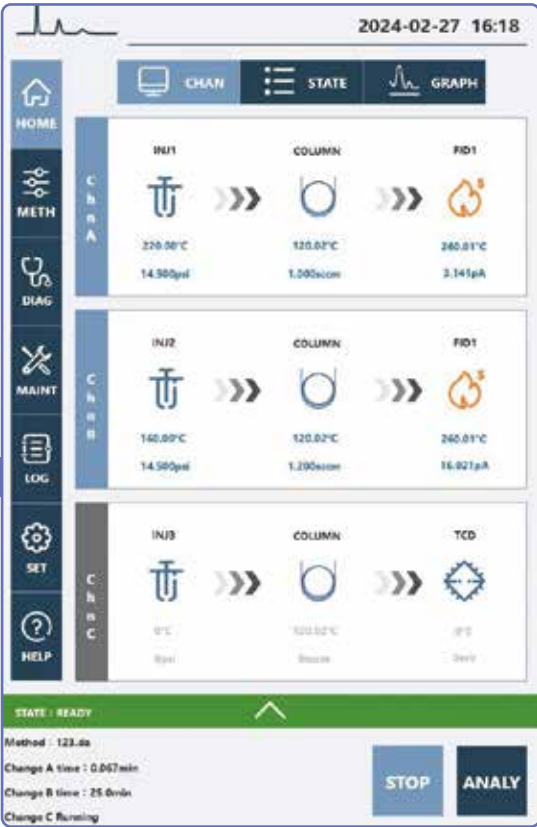 2024-02-27 16:18
CHAN STATE GRAPH
HOME
METH
DIAG
MAINT
LOG
SET
HELP
ChnA
INJ1 COLUMN FID1
220.00°C 120.02°C 260.01°C
14.500psi 1.000sccm 3.145pA
Chn
INJ2 COLUMN FID1
160.00°C 120.02°C 260.01°C
14.500psi 1.200sccm 16.021pA
ChnC
INJ3 COLUMN TCD
0°C 120.02°C 0°C
STATE : READY
Method : 123.da
Change A time : 0.067min
Change B time : 25.0min
Change C Running
STOP ANALY